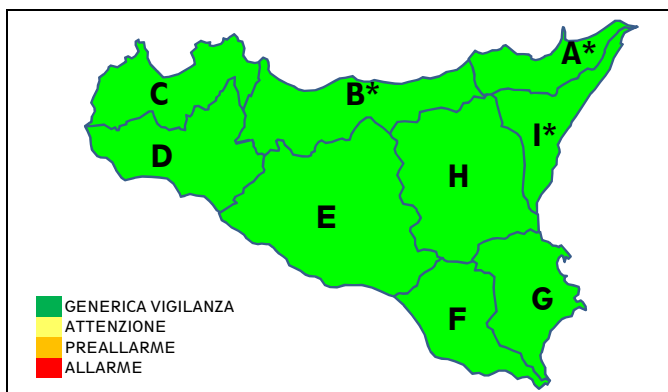 A*
C
B*
I*
D
H
E
G
F
GENERICA VIGILANZA
ATTENZIONE
PREALLARME
ALLARME